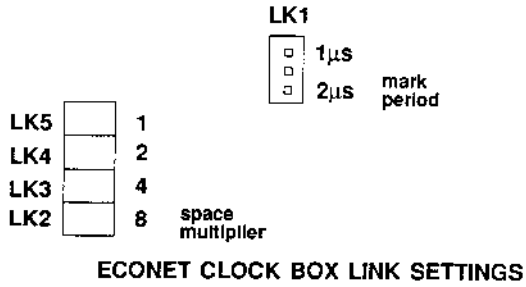 LK1
1µs
2µs
mark
period
LK5 1
LK4 2
LK3 4
LK2 8
space
multiplier
ECONET CLOCK BOX LINK SETTINGS